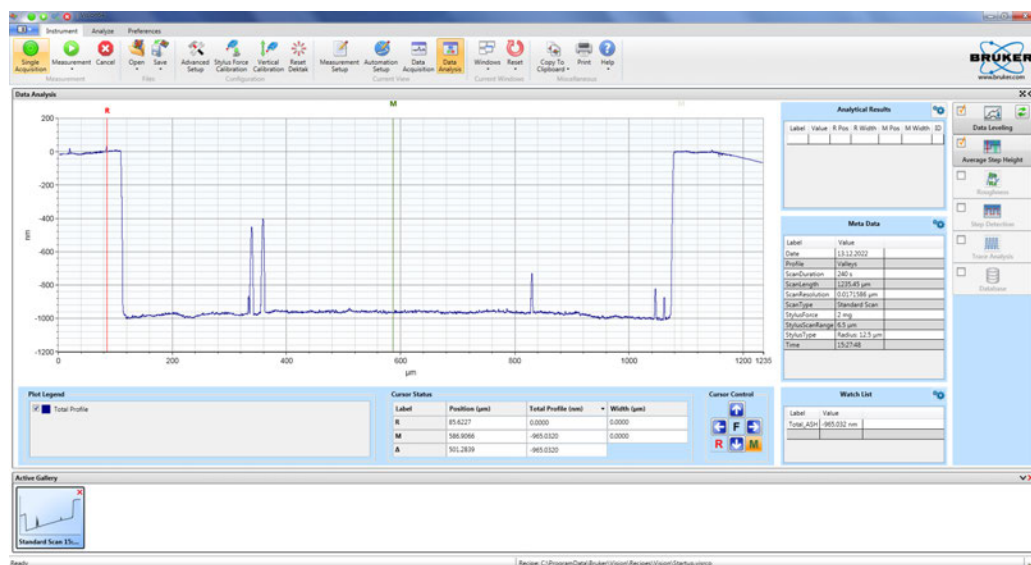 Instrument Analyze Preferences
Single Acquisition Measurement Cancel Open Save Advanced Setup Stylus Force Calibration Vertical Calibration Reset Dektak Measurement Setup Automation Setup Data Acquisition Data Analysis Windows Reset Copy To Clipboard Print Help
Measurement Files Configuration Current View Current Windows Miscellaneous
BRUKER
www.bruker.com
Data Analysis
R M
200
0
-200
-400
-600
-800
-1000
-1200
nm
0 200 400 600 800 1000 1200 1235
µm
Analytical Results
Label Value R Pos R Width M Pos M Width ID
Meta Data
Label Value
Date 13.12.2022
Profile Valleys
ScanDuration 240 s
ScanLength 1235.45 µm
ScanResolution 0.0171586 µm
ScanType Standard Scan
StylusForce 2 mg
StylusScanRange 6.5 µm
StylusType Radius: 12.5 µm
Time 15:27:48
Data Leveling
Average Step Height
Roughness
Step Detection
Trace Analysis
Database
Plot Legend
Total Profile
Cursor Status
Label Position (µm) Total Profile (nm) Width (µm)
R 85.6227 0.0000 0.0000
M 586.9066 -965.0320 0.0000
Δ 501.2839 -965.0320
Cursor Control
F
R M
Watch List
Label Value
Total_ASH -965.032 nm
Active Gallery
Standard Scan 15:...
Ready
Recipe: C:\ProgramData\Bruker\Vision\Recipes\Vision\Startup.visrcp